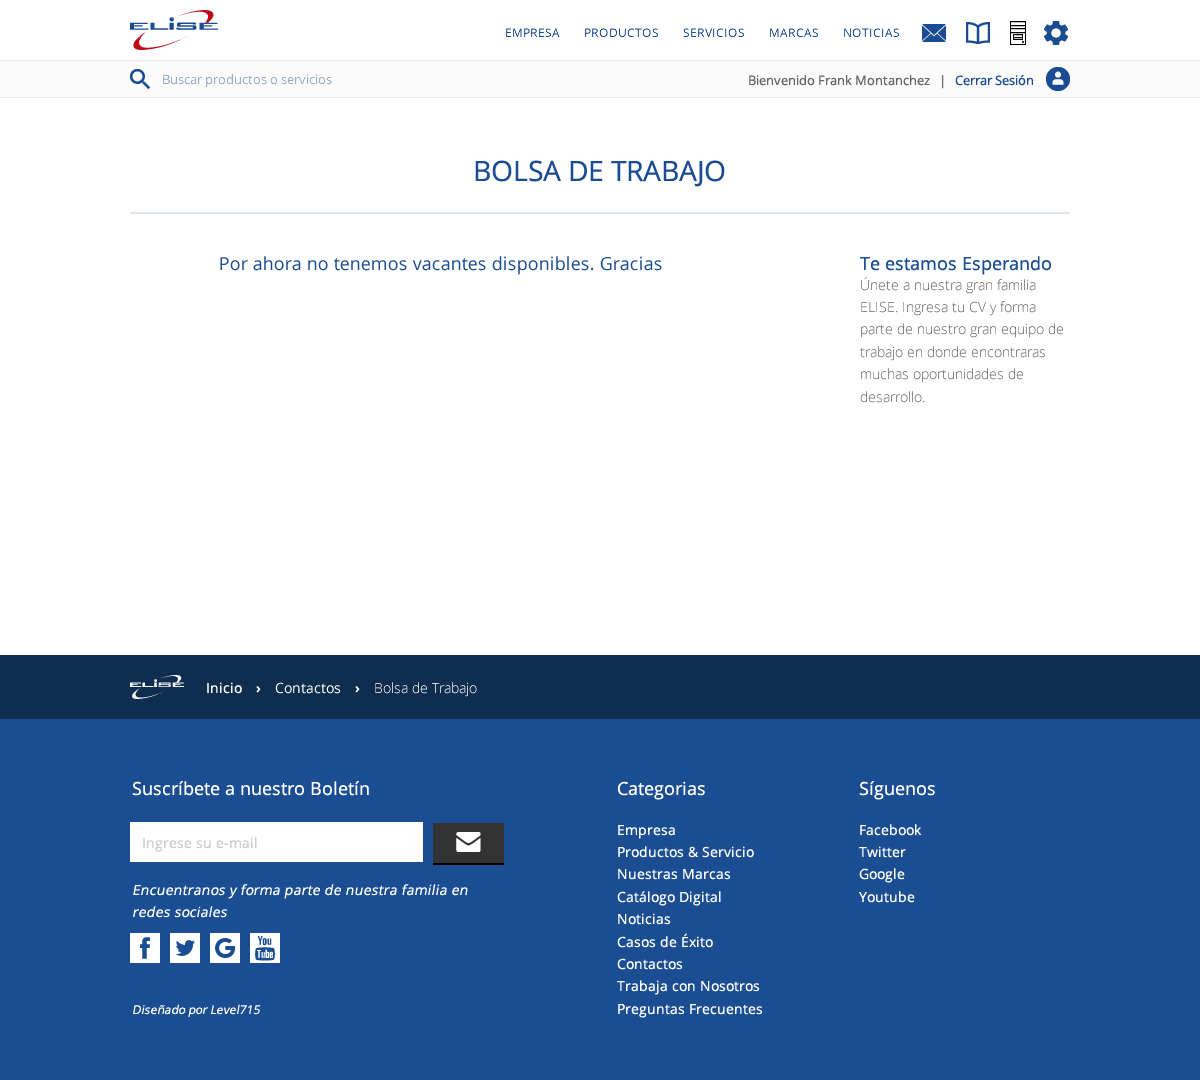 ELISE
EMPRESA
PRODUCTOS
SERVICIOS
MARCAS
NOTICIAS
Buscar productos o servicios
Bienvenido Frank Montanchez | Cerrar Sesión
BOLSA DE TRABAJO
Por ahora no tenemos vacantes disponibles. Gracias
Te estamos Esperando
Únete a nuestra gran familia
ELISE. Ingresa tu CV y forma
parte de nuestro gran equipo de
trabajo en donde encontraras
muchas oportunidades de
desarrollo.
ELISE
Inicio › Contactos › Bolsa de Trabajo
Suscríbete a nuestro Boletín
Ingrese su e-mail
Encuentranos y forma parte de nuestra familia en
redes sociales
You
Tube
Diseñado por Level715
Categorias
Empresa
Productos & Servicio
Nuestras Marcas
Catálogo Digital
Noticias
Casos de Éxito
Contactos
Trabaja con Nosotros
Preguntas Frecuentes
Síguenos
Facebook
Twitter
Google
Youtube